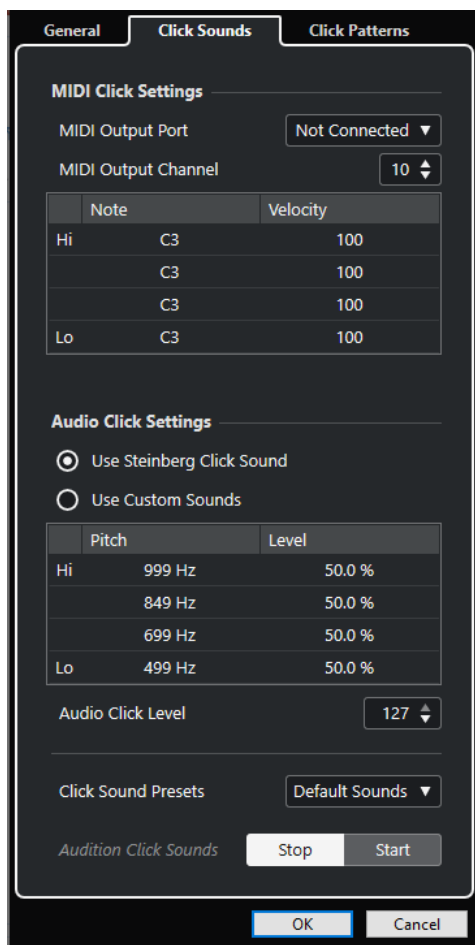 General Click Sounds Click Patterns
MIDI Click Settings
MIDI Output Port Not Connected
MIDI Output Channel 10
Note Velocity
Hi C3 100
C3 100
C3 100
Lo C3 100
Audio Click Settings
Use Steinberg Click Sound
Use Custom Sounds
Pitch Level
Hi 999 Hz 50.0 %
849 Hz 50.0 %
699 Hz 50.0 %
Lo 499 Hz 50.0 %
Audio Click Level 127
Click Sound Presets Default Sounds
Audition Click Sounds Stop Start
OK Cancel